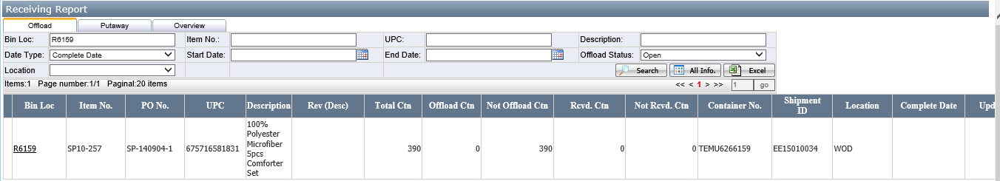 Receiving Report
Offload Putaway Overview
Bin Loc: R6159 Item No.: UPC: Description:
Date Type: Complete Date Start Date: End Date: Offload Status: Open
Location Search All Info. Excel
Items:1 Page number:1/1 Paginal:20 items << < 1 > >> 1 go
Bin Loc Item No. PO No. UPC Description Rev (Desc) Total Ctn Offload Ctn Not Offload Ctn Rcvd. Ctn Not Rcvd. Ctn Container No. Shipment ID Location Complete Date Upd
100%
Polyester
Microfiber
R6159 SP10-257 SP-140904-1 675716581831 5pcs 390 0 390 0 0 TEMU6266159 EE15010034 WOD
Comforter
Set